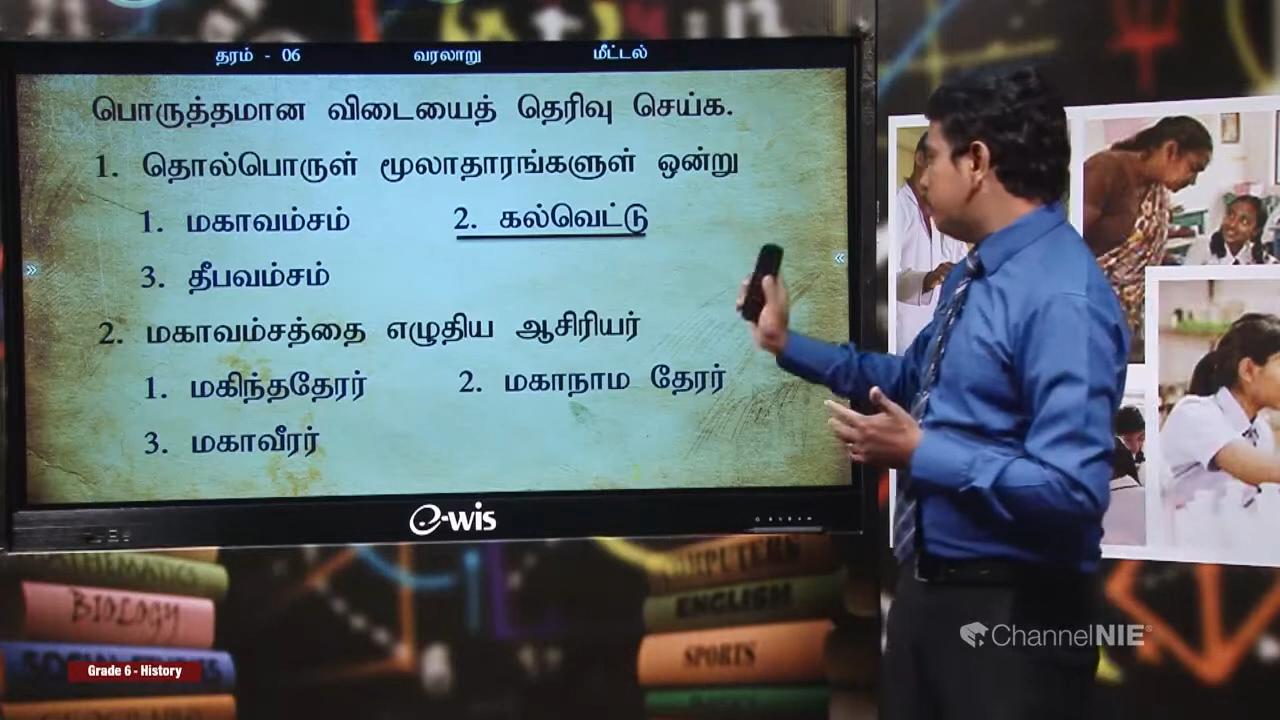 தரம் - 06 வரலாறு மீட்டல்
பொருத்தமான விடையைத் தெரிவு செய்க.
1. தொல்பொருள் மூலாதாரங்களுள் ஒன்று
1. மகாவம்சம் 2. கல்வெட்டு
3. தீபவம்சம்
2. மகாவம்சத்தை எழுதிய ஆசிரியர்
1. மகிந்ததேரர் 2. மகாநாம தேரர்
3. மகாவீரர்
e-wis
MATHEMATICS
BIOLOGY
COMPUTERS
ENGLISH
SPORTS
Grade 6 - History
ChannelNIE